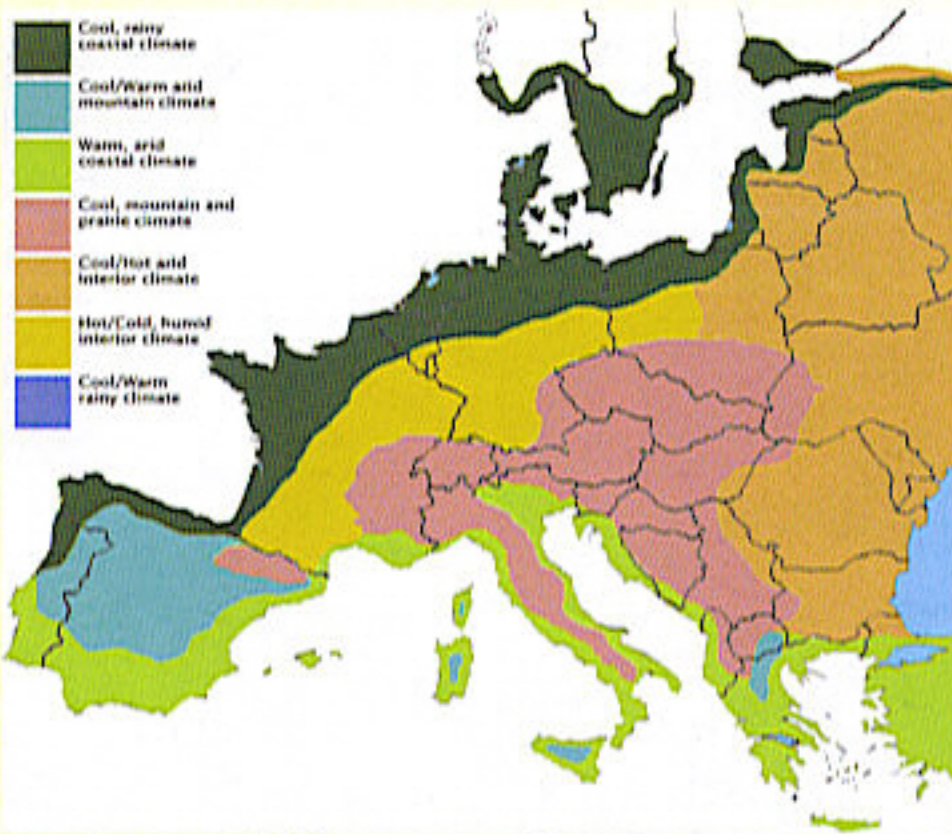 Cool, rainy
coastal climate
Cool/Warm arid
mountain climate
Warm, arid
coastal climate
Cool, mountain and
prairie climate
Cool/Hot arid
interior climate
Hot/Cold, humid
interior climate
Cool/Warm
rainy climate